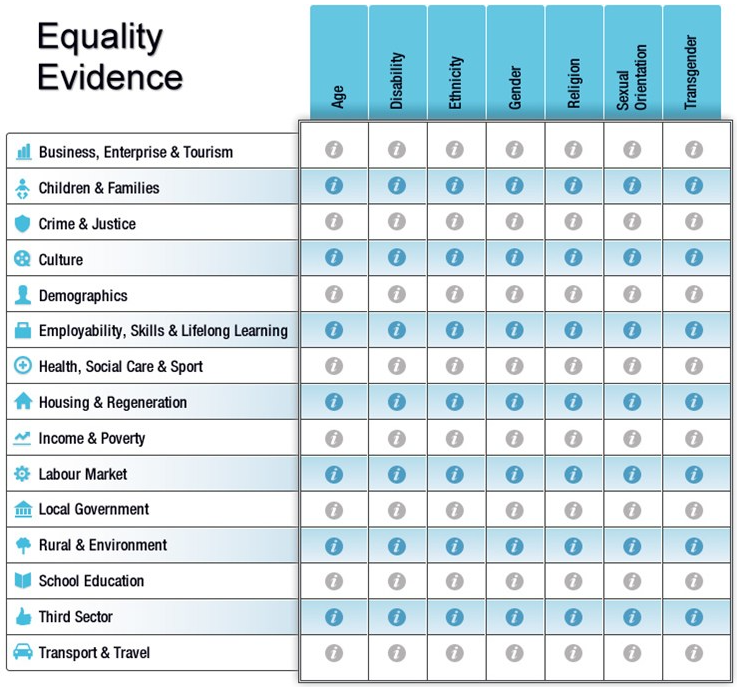 Equality
Evidence
Age
Disability
Ethnicity
Gender
Religion
Sexual
Orientation
Transgender
Business, Enterprise & Tourism
i i i i i i i
Children & Families
i i i i i i i
Crime & Justice
i i i i i i i
Culture
i i i i i i i
Demographics
i i i i i i i
Employability, Skills & Lifelong Learning
i i i i i i i
Health, Social Care & Sport
i i i i i i i
Housing & Regeneration
i i i i i i i
Income & Poverty
i i i i i i i
Labour Market
i i i i i i i
Local Government
i i i i i i i
Rural & Environment
i i i i i i i
School Education
i i i i i i i
Third Sector
i i i i i i i
Transport & Travel
i i i i i i i